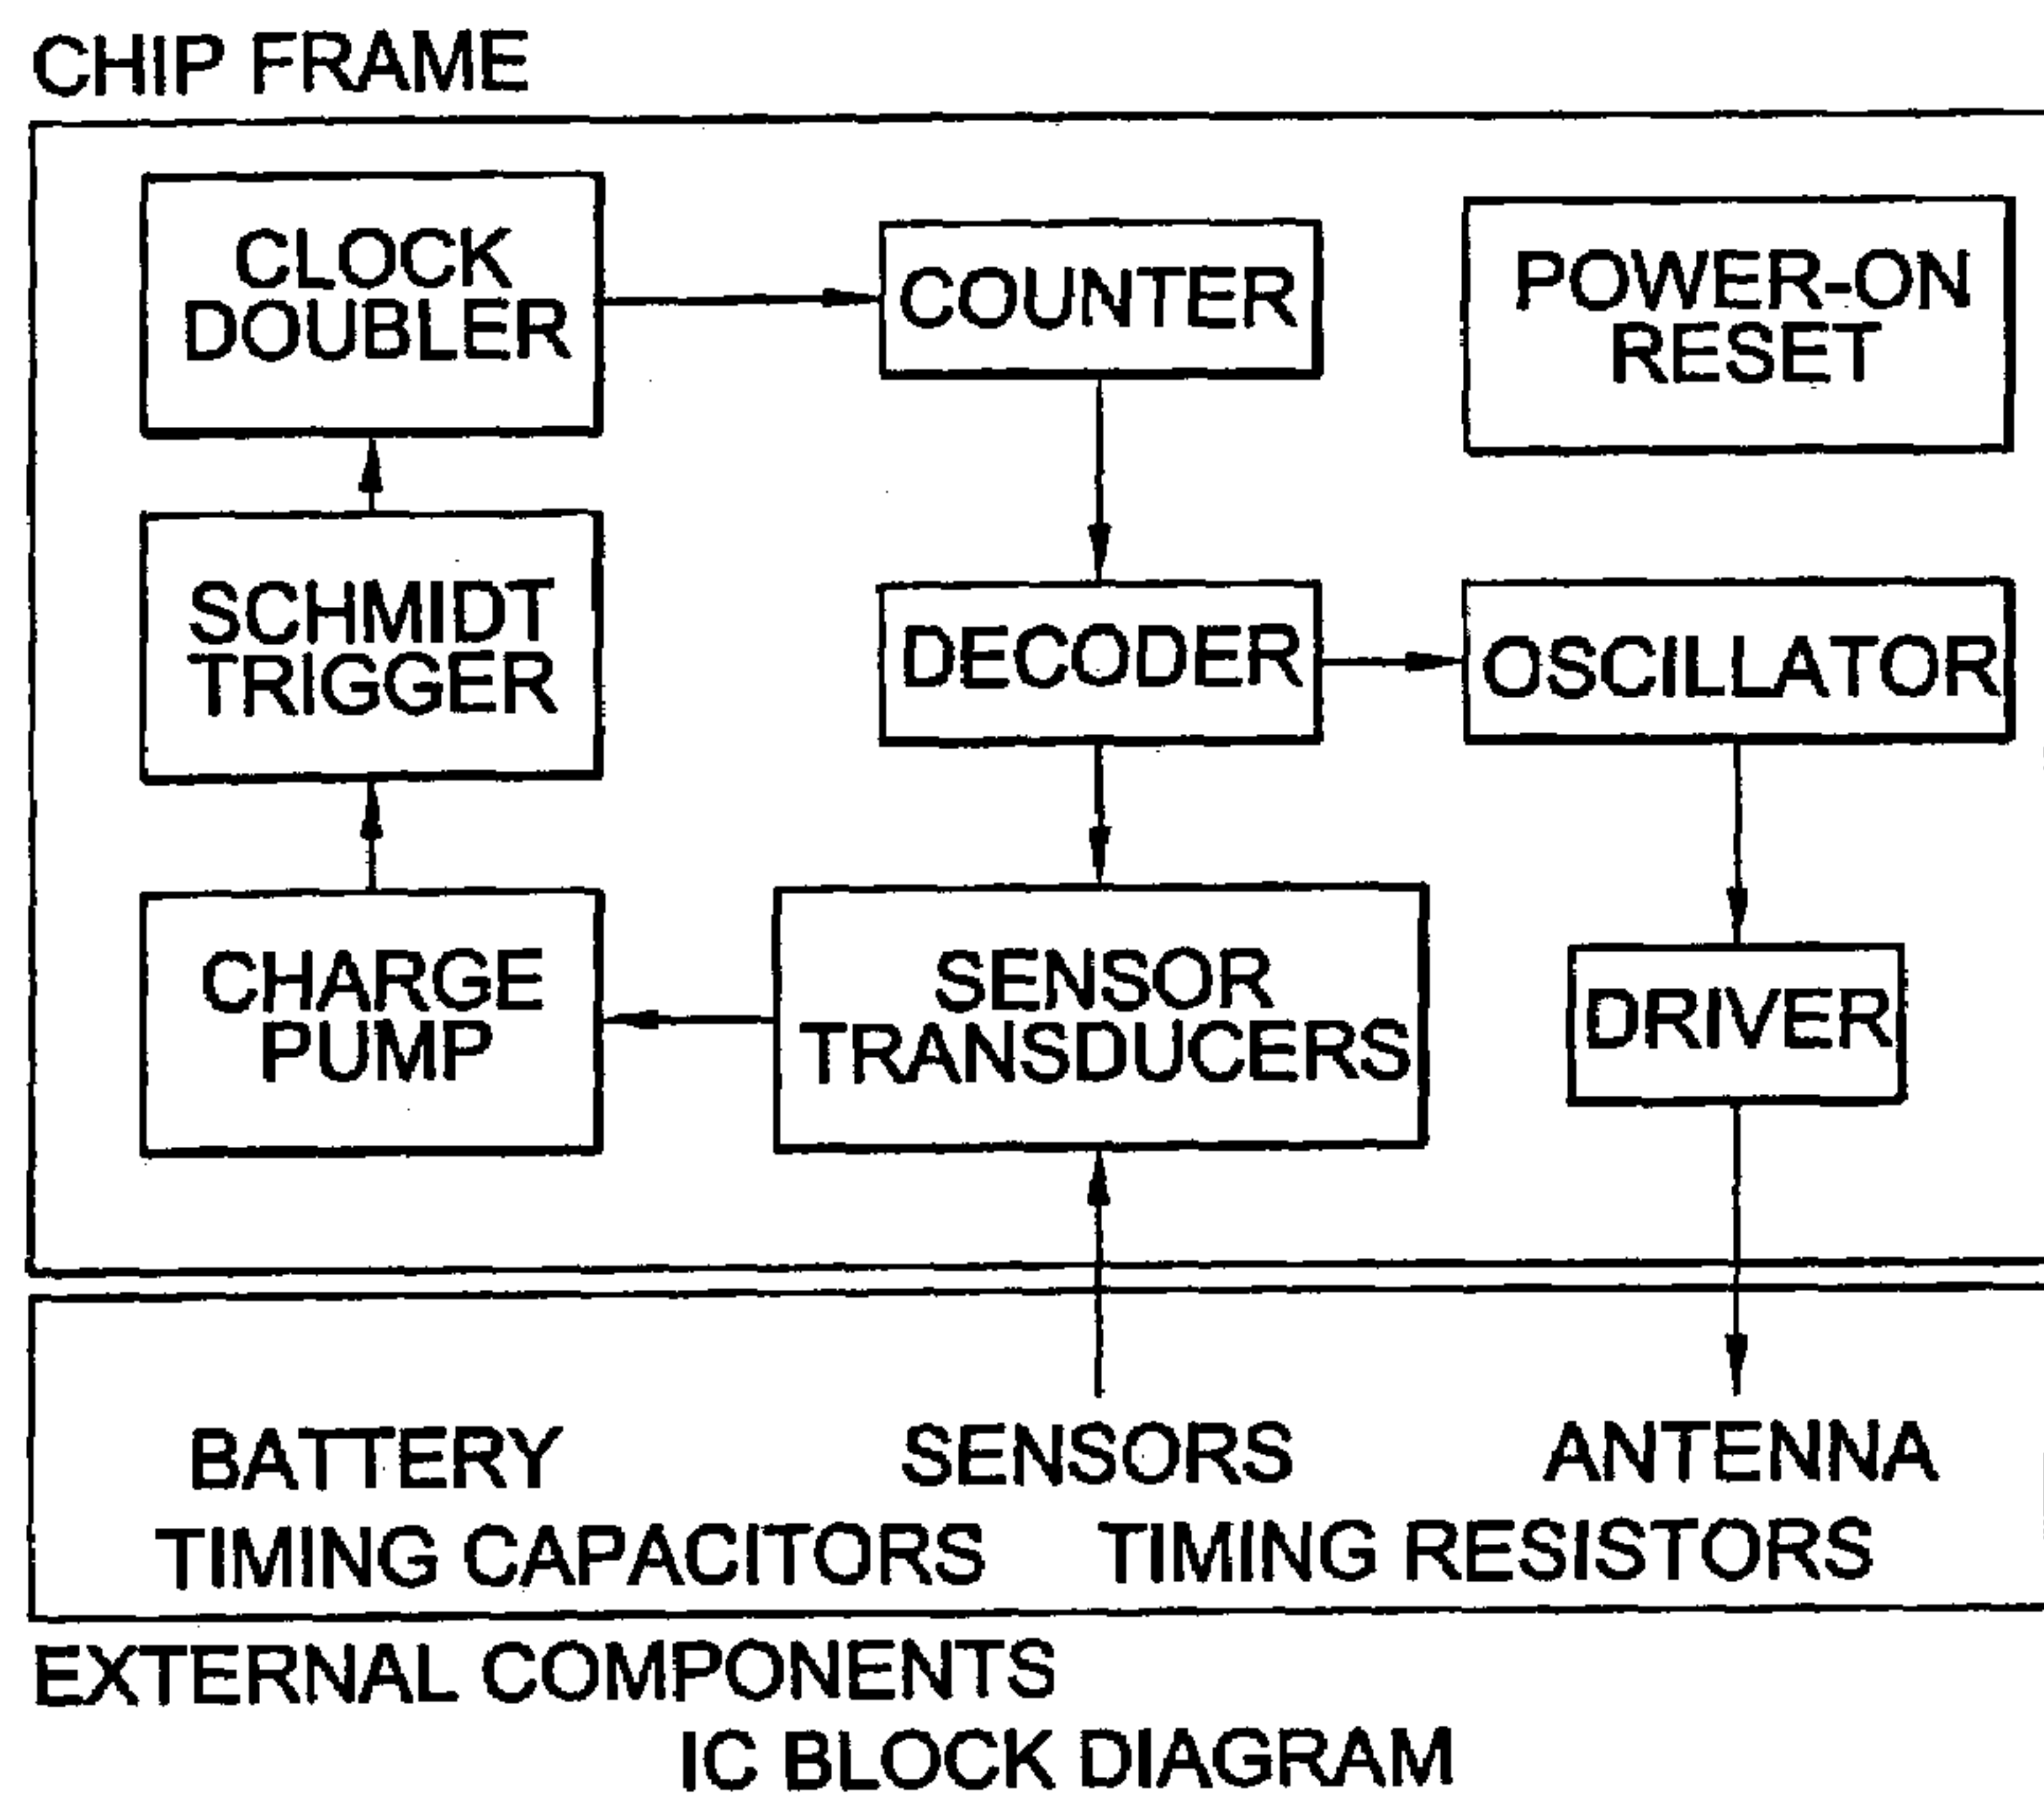 CHIP FRAME
CLOCK
DOUBLER
COUNTER
POWER-ON
RESET
SCHMIDT
TRIGGER
DECODER
OSCILLATOR
CHARGE
PUMP
SENSOR
TRANSDUCERS
DRIVER
BATTERY
SENSORS
ANTENNA
TIMING CAPACITORS
TIMING RESISTORS
EXTERNAL COMPONENTS
IC BLOCK DIAGRAM